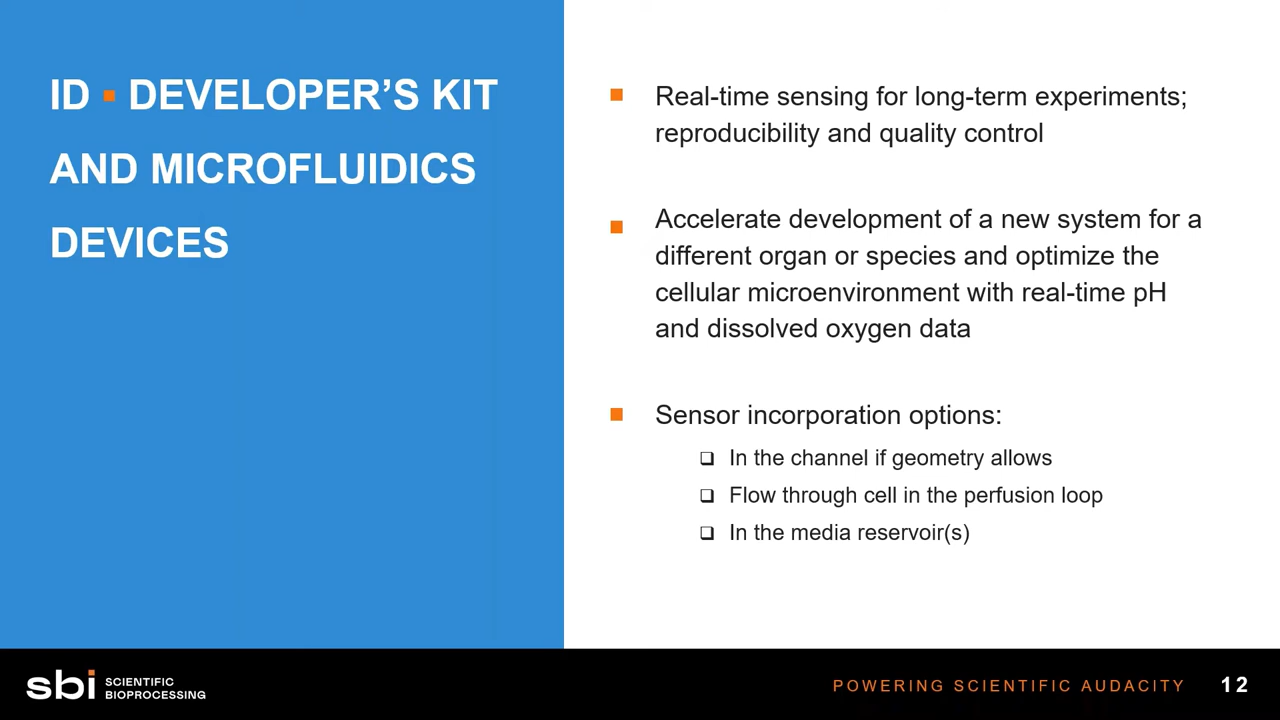 ID ▪ DEVELOPER’S KIT
AND MICROFLUIDICS
DEVICES
Real-time sensing for long-term experiments;
reproducibility and quality control
Accelerate development of a new system for a
different organ or species and optimize the
cellular microenvironment with real-time pH
and dissolved oxygen data
Sensor incorporation options:
In the channel if geometry allows
Flow through cell in the perfusion loop
In the media reservoir(s)
sbi
SCIENTIFIC
BIOPROCESSING
POWERING SCIENTIFIC AUDACITY
12